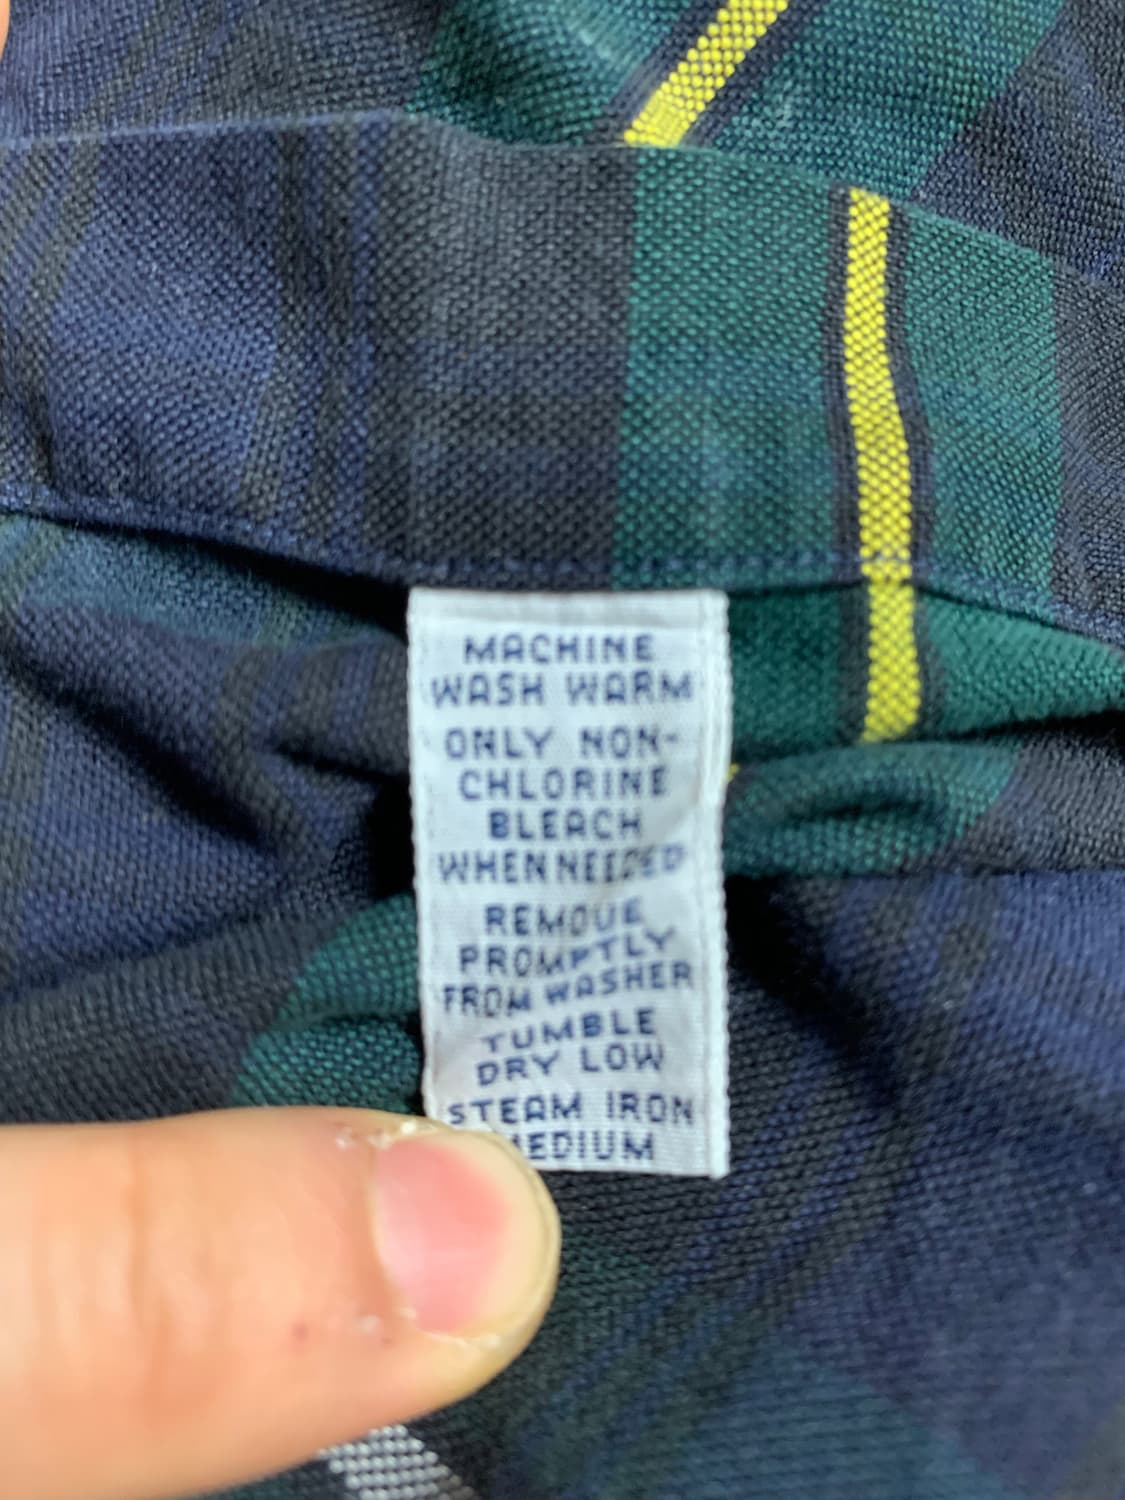 MACHINE
WASH WARM
ONLY NON-
CHLORINE
BLEACH
WHEN NEEDED
REMOVE
PROMPTLY
FROM WASHER
TUMBLE
DRY LOW
STEAM IRON
MEDIUM